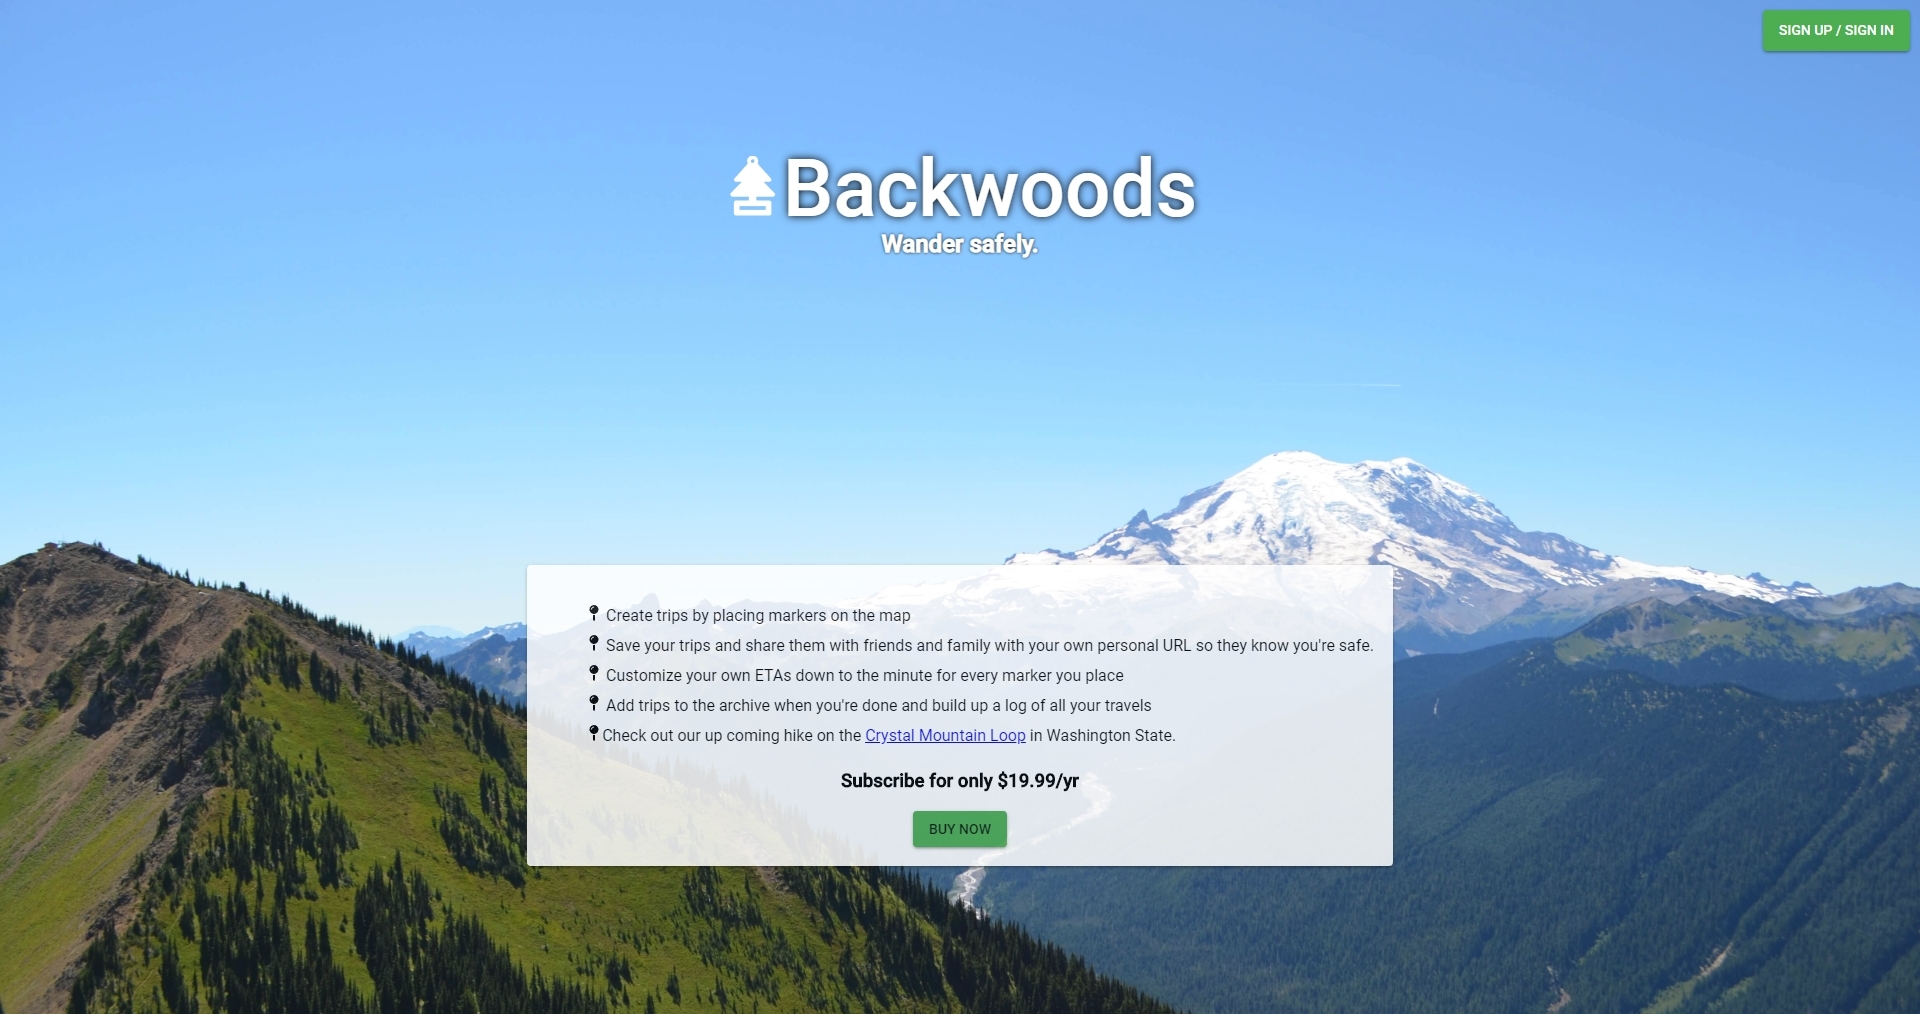 SIGN UP / SIGN IN
Backwoods
Wander safely.
Create trips by placing markers on the map
Save your trips and share them with friends and family with your own personal URL so they know you're safe.
Customize your own ETAs down to the minute for every marker you place
Add trips to the archive when you're done and build up a log of all your travels
Check out our up coming hike on the Crystal Mountain Loop in Washington State.
Subscribe for only $19.99/yr
BUY NOW